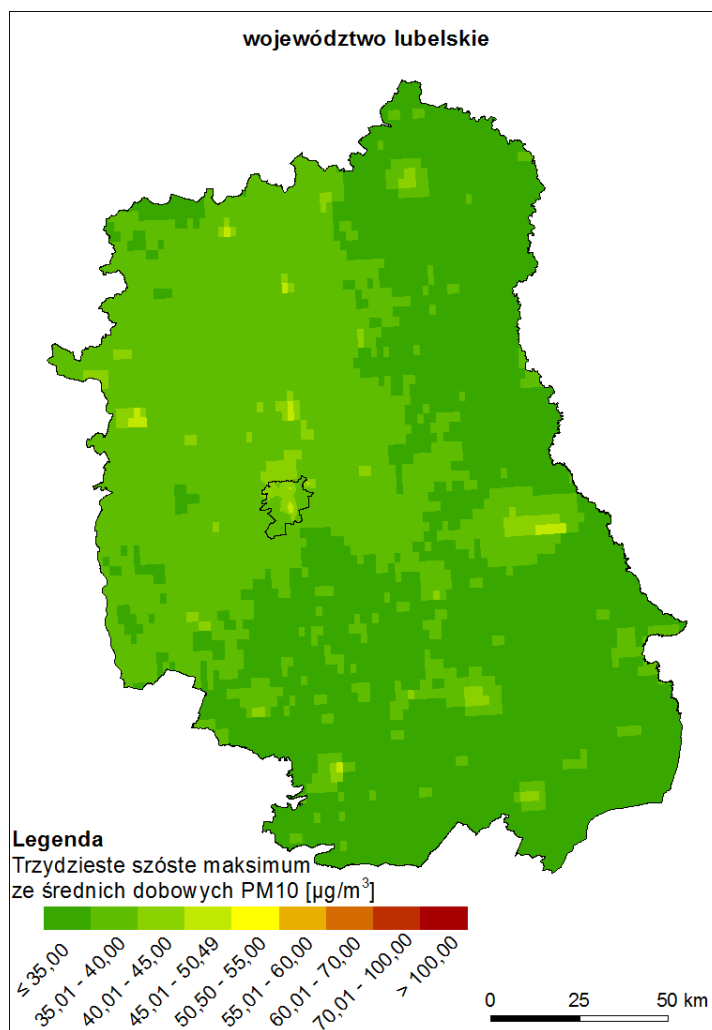 województwo lubelskie
Legenda
Trzydzieste szóste maksimum
ze średnich dobowych PM10 [µg/m³]
≤ 35,00
35,01 - 40,00
40,01 - 45,00
45,01 - 50,49
50,50 - 55,00
55,01 - 60,00
60,01 - 70,00
70,01 - 100,00
> 100,00
0 25 50 km